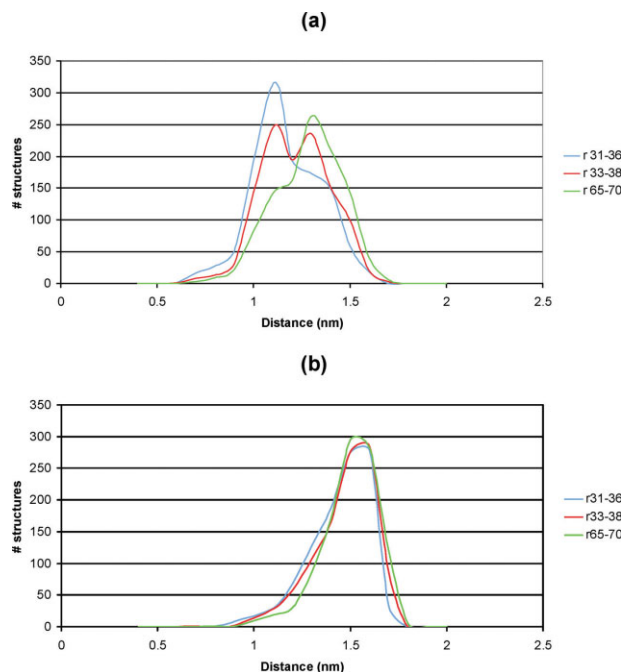 (a)
350
300
250
200
150
100
50
0
# structures
0 0.5 1 1.5 2 2.5
Distance (nm)
r 31-36
r 33-38
r 65-70
(b)
350
300
250
200
150
100
50
0
# structures
0 0.5 1 1.5 2 2.5
Distance (nm)
r31-36
r33-38
r65-70